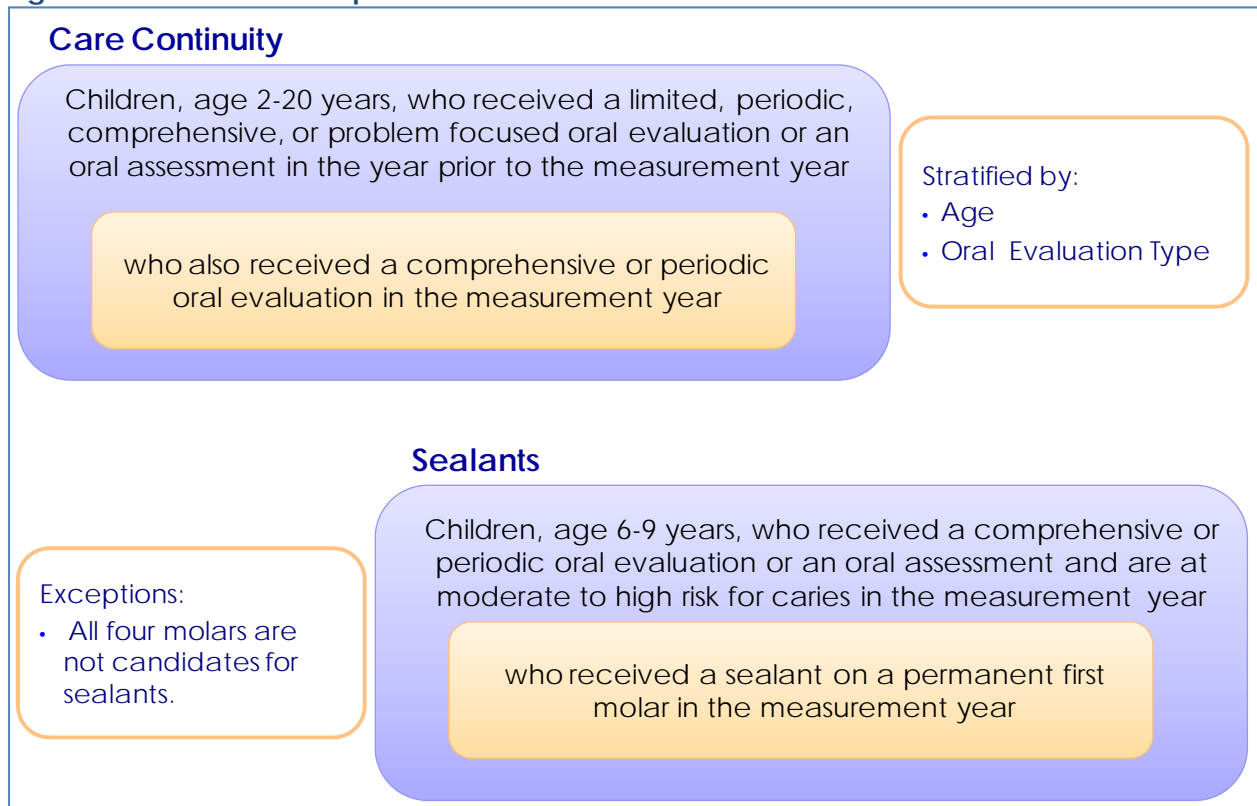 Care Continuity
Children, age 2-20 years, who received a limited, periodic,
comprehensive, or problem focused oral evaluation or an
oral assessment in the year prior to the measurement year
who also received a comprehensive or periodic
oral evaluation in the measurement year
Stratified by:
• Age
• Oral Evaluation Type
Sealants
Children, age 6-9 years, who received a comprehensive or
periodic oral evaluation or an oral assessment and are at
moderate to high risk for caries in the measurement year
who received a sealant on a permanent first
molar in the measurement year
Exceptions:
• All four molars are
not candidates for
sealants.